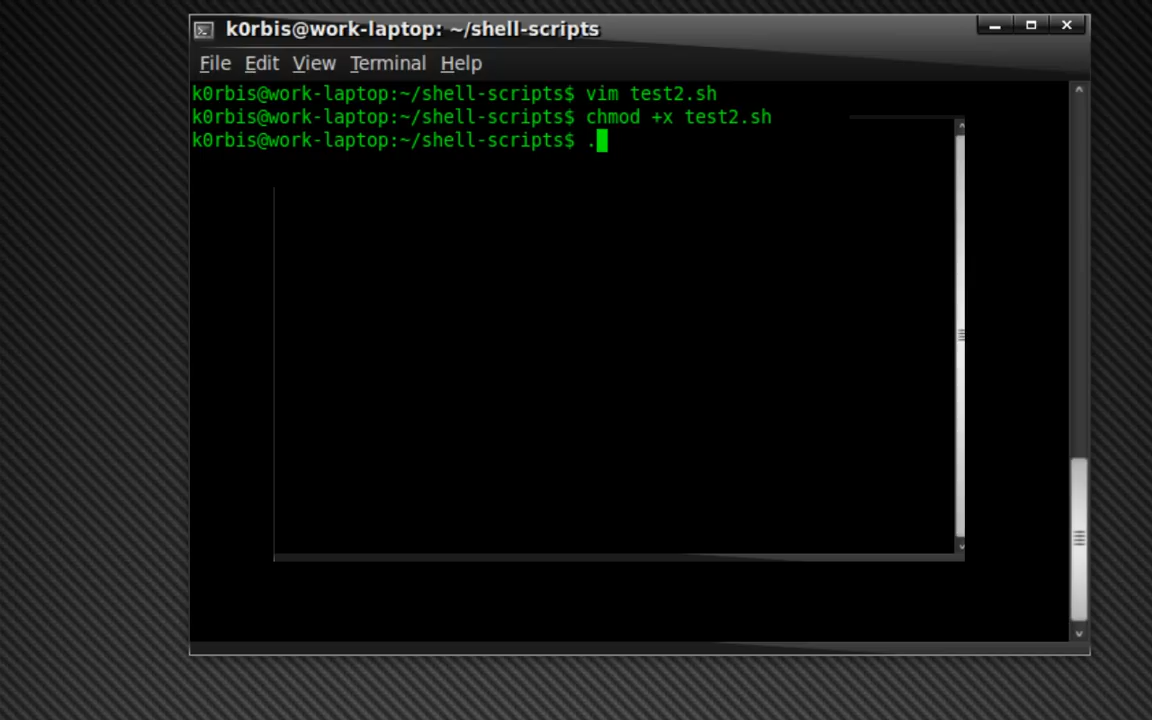 k0rbis@work-laptop: ~/shell-scripts
File Edit View Terminal Help
k0rbis@work-laptop:~/shell-scripts$ vim test2.sh
k0rbis@work-laptop:~/shell-scripts$ chmod +x test2.sh
k0rbis@work-laptop:~/shell-scripts$ .